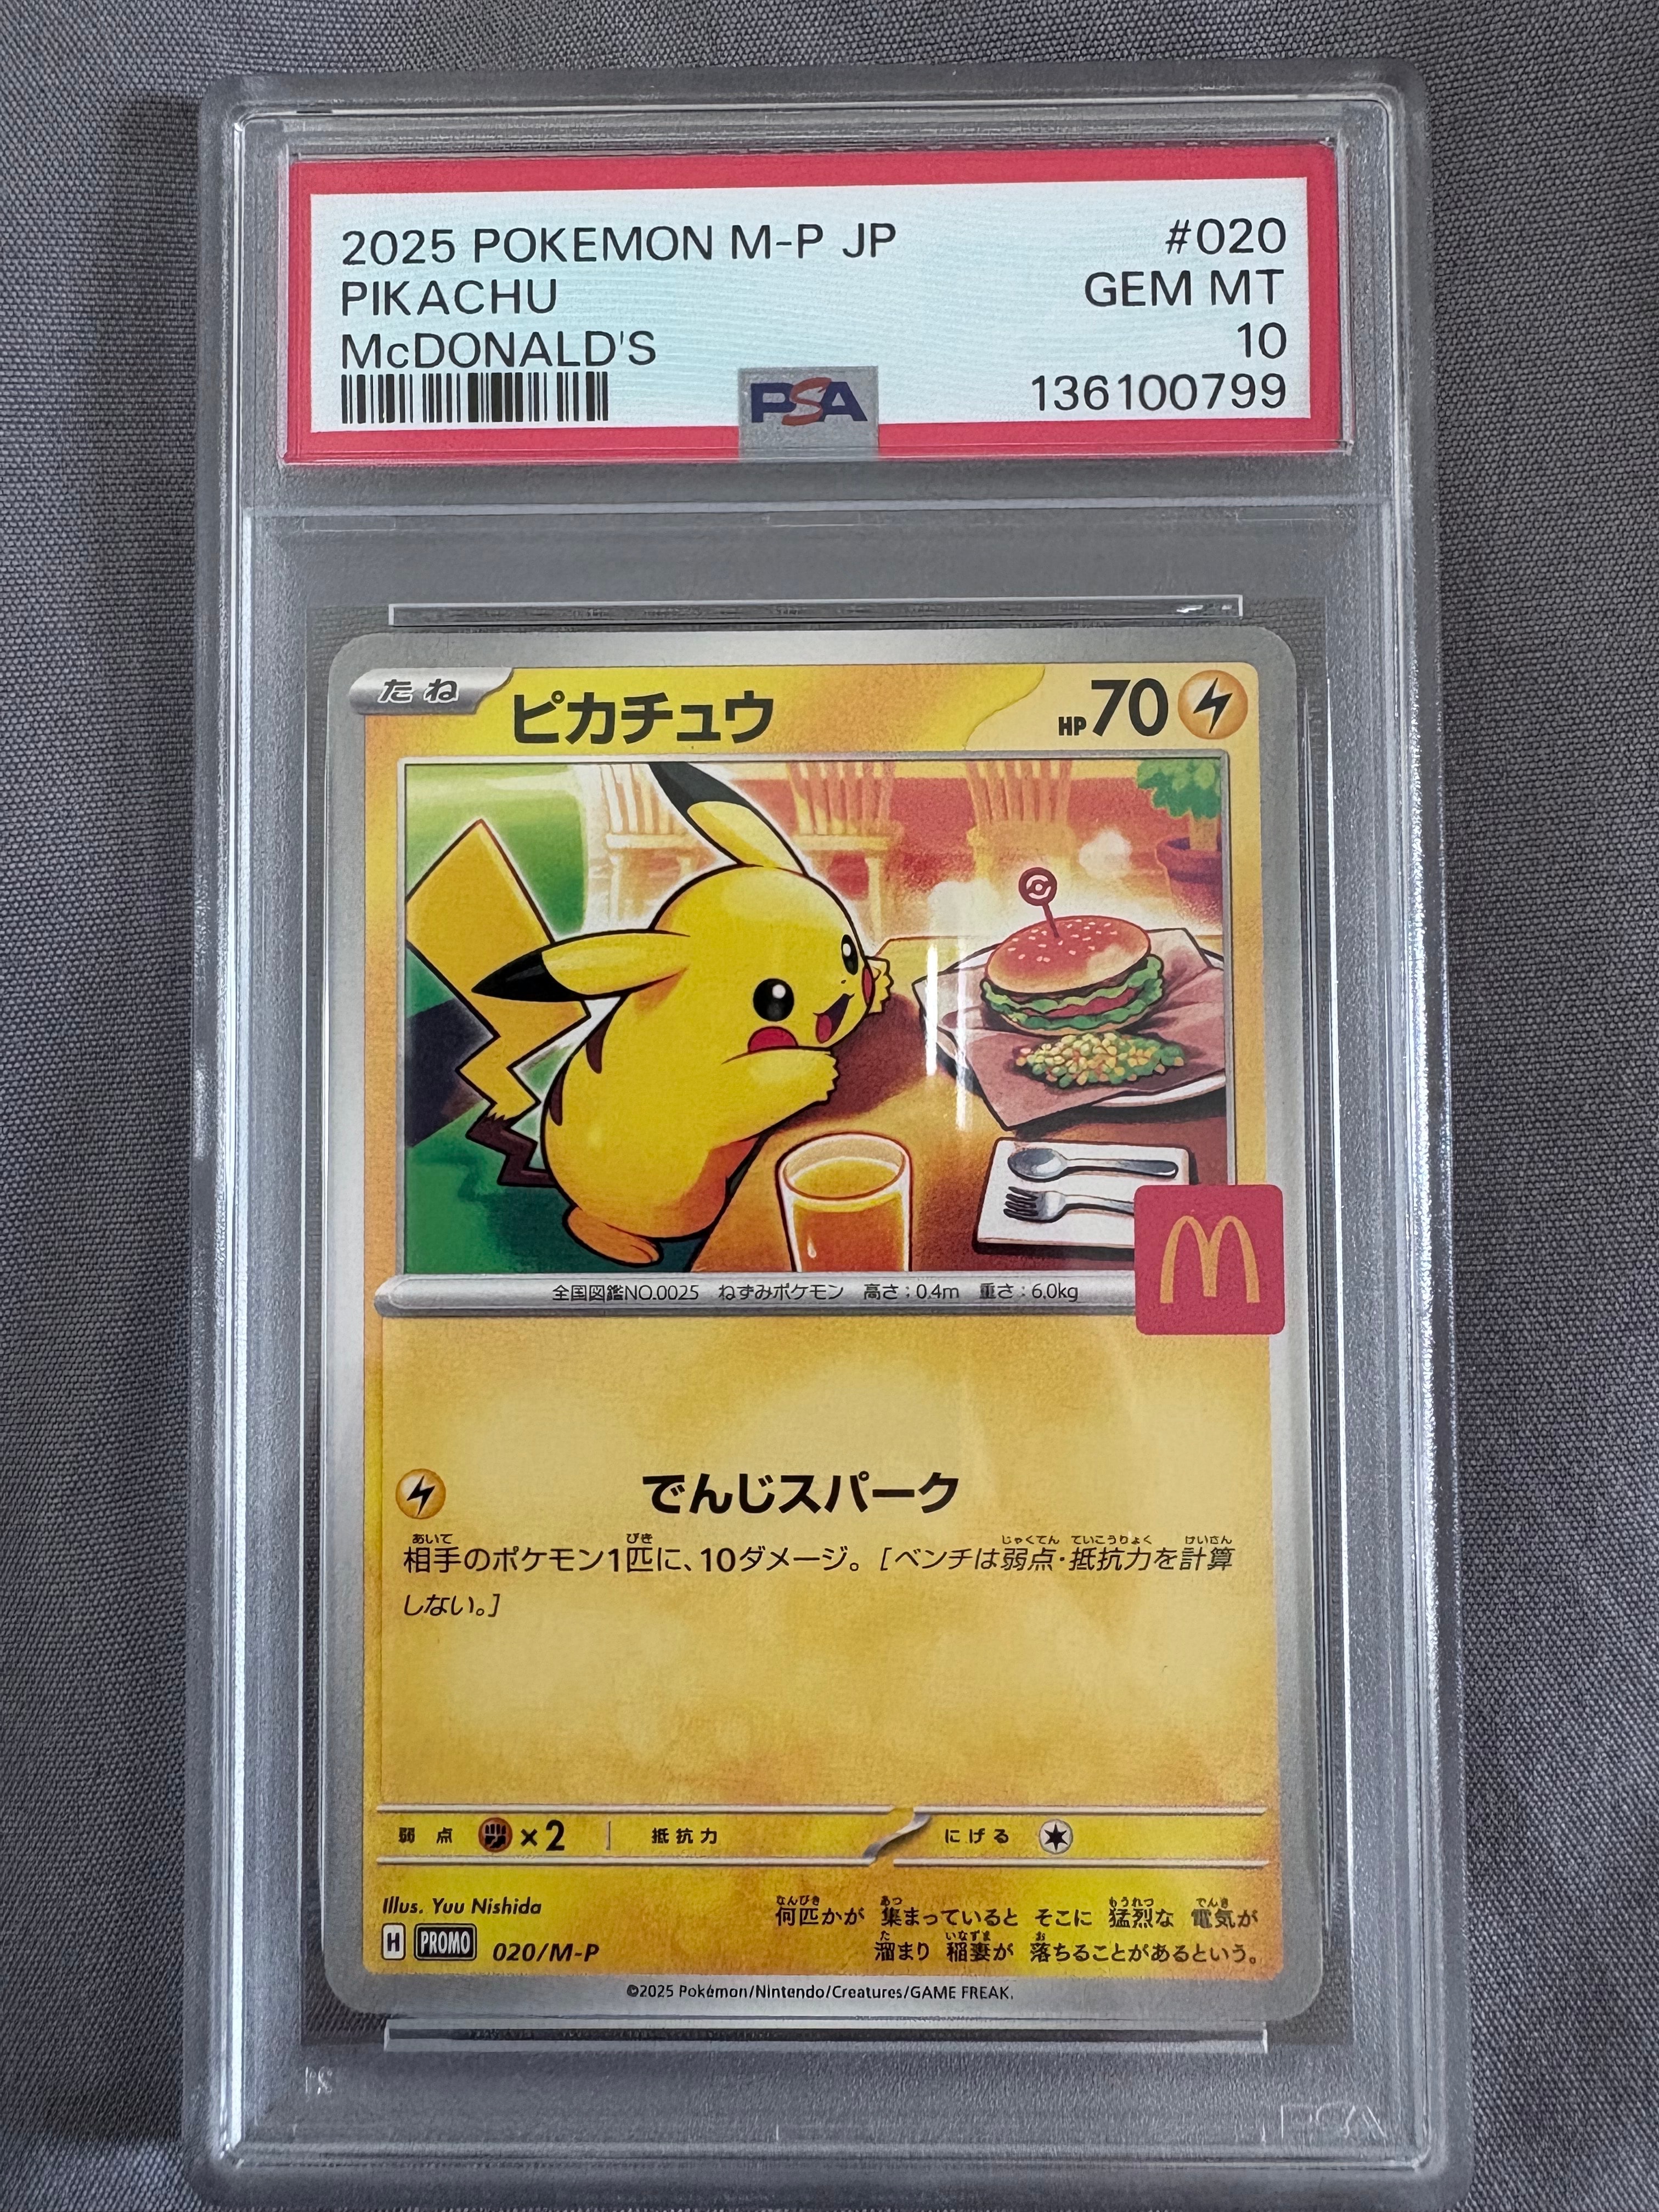 2025 POKEMON M-P JP #020
PIKACHU GEM MT
McDONALD'S 10
PSA 136100799
たね ピカチュウ HP70
M
全国図鑑NO.0025 ねずみポケモン 高さ:0.4m 重さ:6.0kg
でんじスパーク
相手のポケモン1匹に、10ダメージ。[ベンチは弱点・抵抗力を計算
しない。]
弱点 ×2 抵抗力 にげる
Illus. Yuu Nishida
H PROMO 020/M-P
何匹かが 集まっていると そこに 猛烈な 電気が
溜まり 稲妻が 落ちることがあるという。
©2025 Pokémon/Nintendo/Creatures/GAME FREAK.
PSA